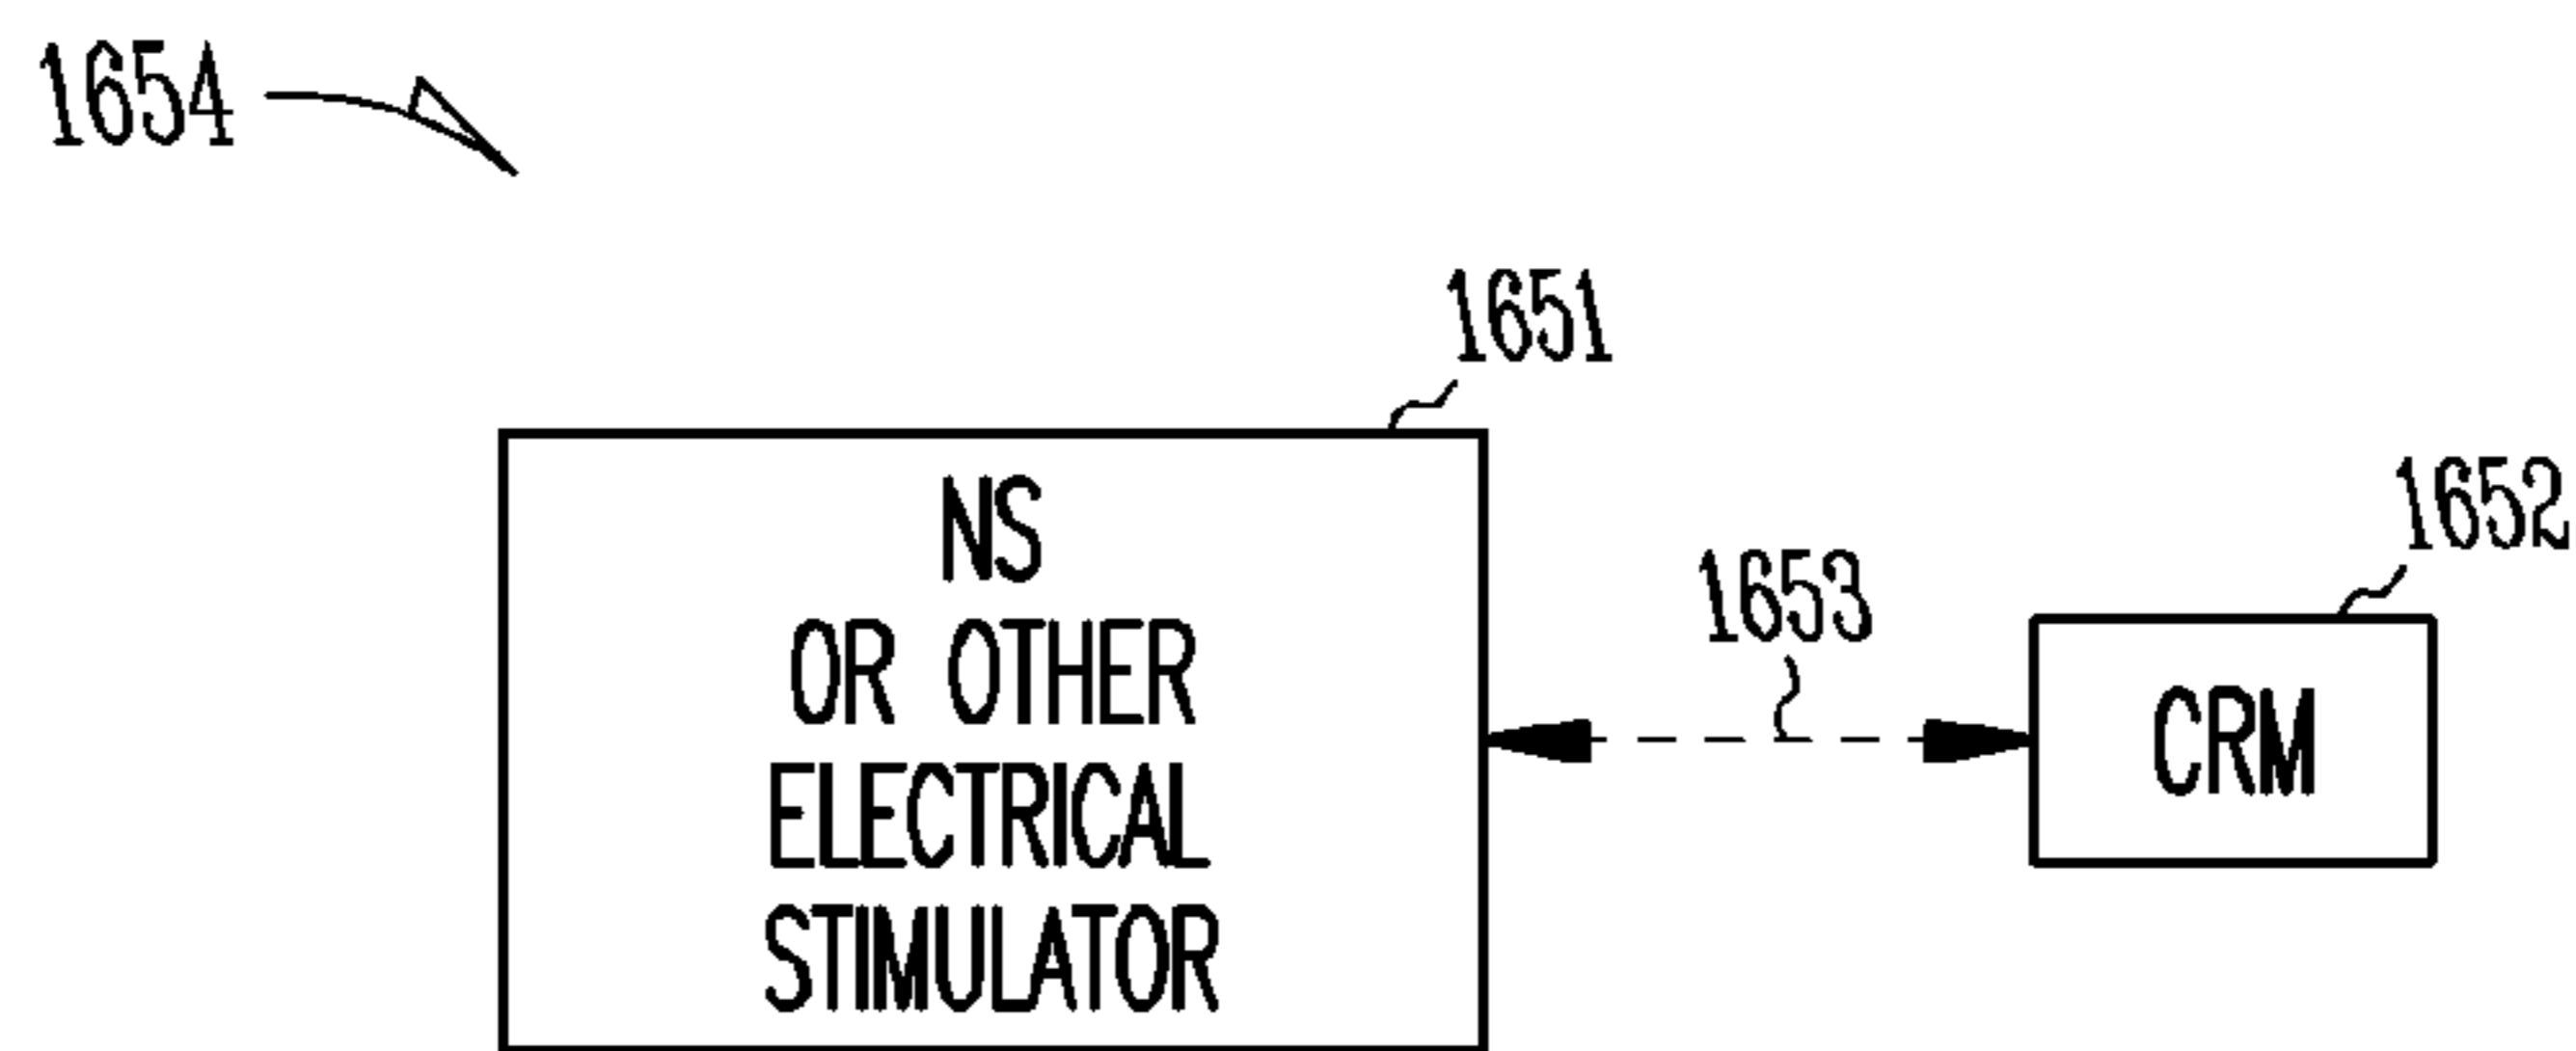 1654
1651
NS
OR OTHER
ELECTRICAL
STIMULATOR
1653
1652
CRM